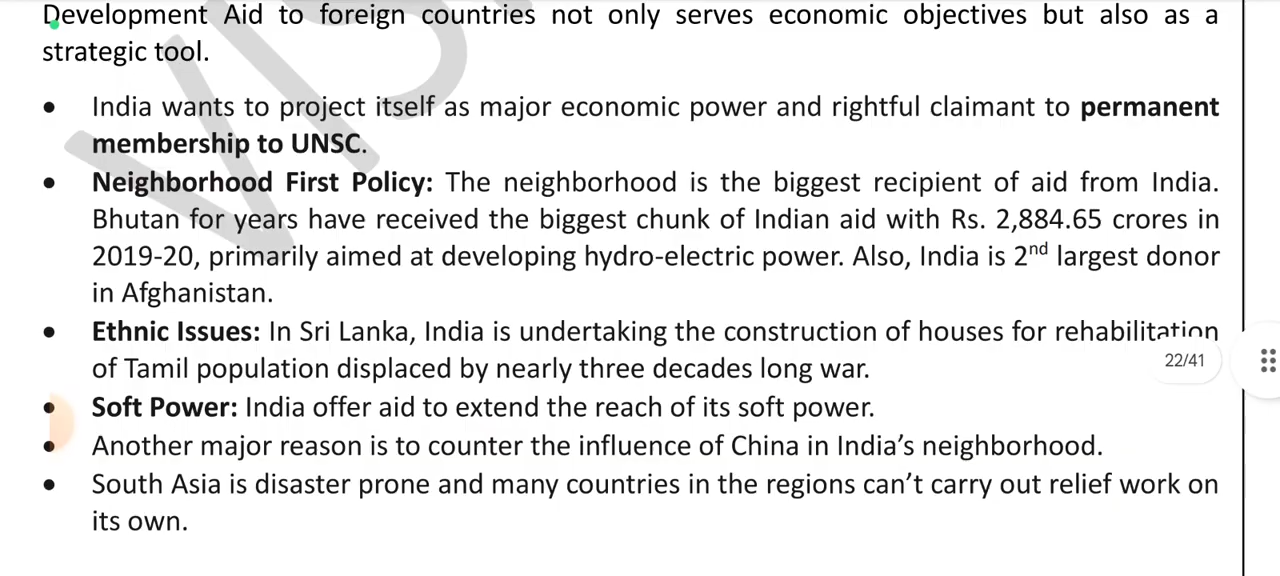 Development Aid to foreign countries not only serves economic objectives but also as a
strategic tool.
• India wants to project itself as major economic power and rightful claimant to permanent
membership to UNSC.
• Neighborhood First Policy: The neighborhood is the biggest recipient of aid from India.
Bhutan for years have received the biggest chunk of Indian aid with Rs. 2,884.65 crores in
2019-20, primarily aimed at developing hydro-electric power. Also, India is 2nd largest donor
in Afghanistan.
• Ethnic Issues: In Sri Lanka, India is undertaking the construction of houses for rehabilitation
22/41
of Tamil population displaced by nearly three decades long war.
• Soft Power: India offer aid to extend the reach of its soft power.
• Another major reason is to counter the influence of China in India's neighborhood.
• South Asia is disaster prone and many countries in the regions can't carry out relief work on
its own.